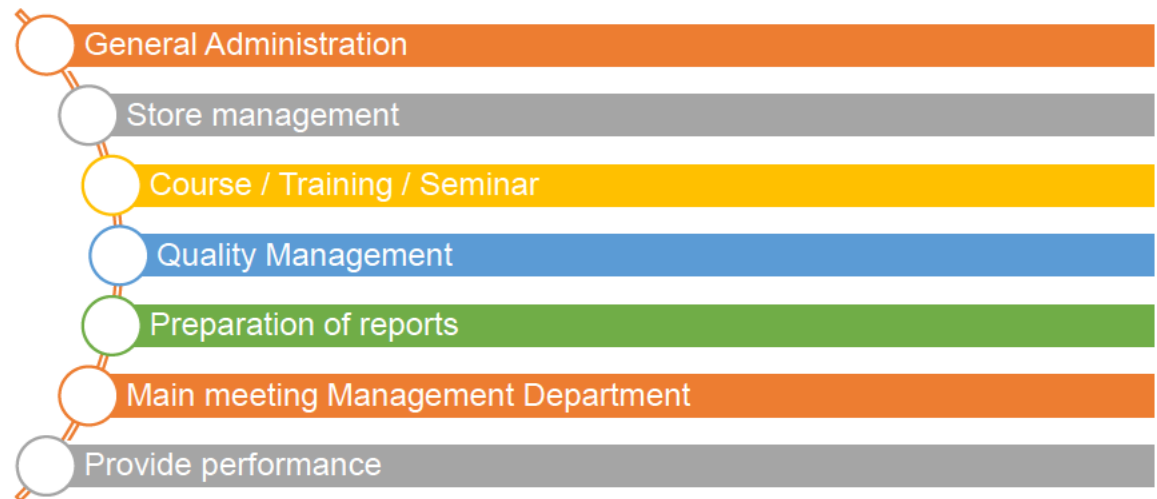 General Administration
Store management
Course / Training / Seminar
Quality Management
Preparation of reports
Main meeting Management Department
Provide performance